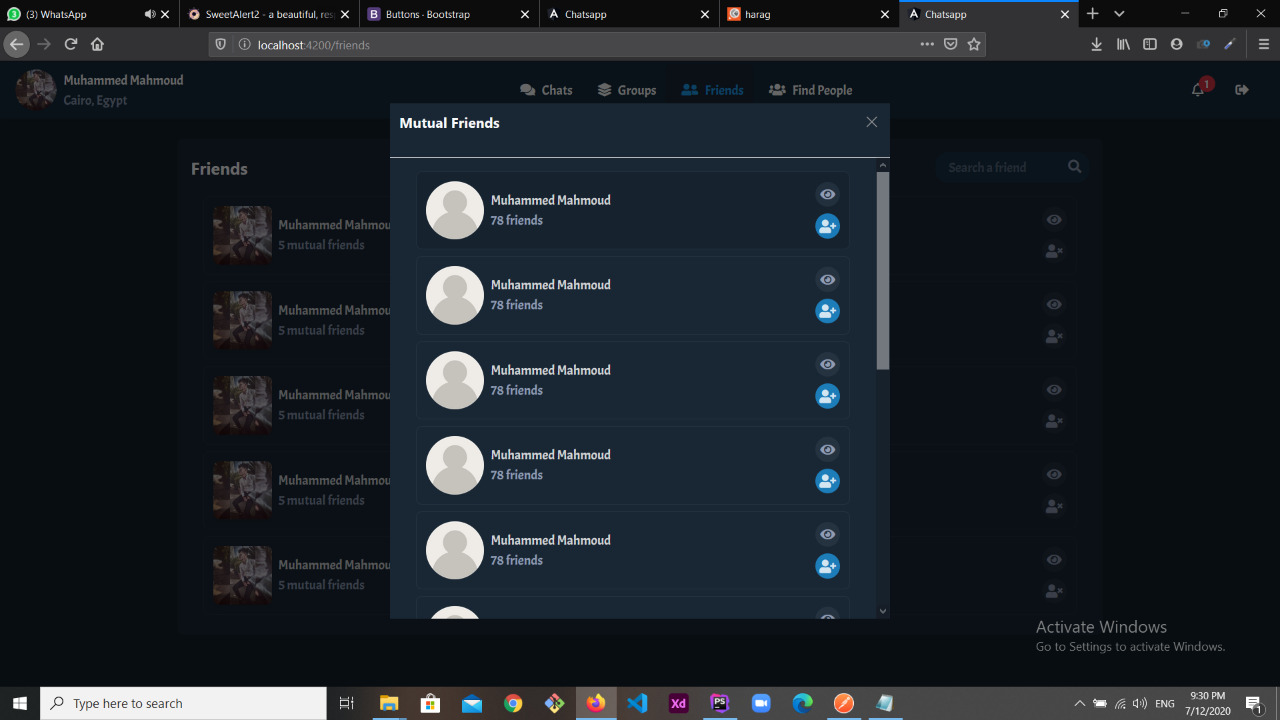 (3) WhatsApp
SweetAlert2 - a beautiful, res
Buttons · Bootstrap
Chatsapp
harag
Chatsapp
localhost:4200/friends
Muhammed Mahmoud
Cairo, Egypt
Chats
Groups
Friends
Find People
1
Mutual Friends
Friends
Search a friend
Muhammed Mahmoud
78 friends
Muhammed Mahmoud
78 friends
Muhammed Mahmoud
78 friends
Muhammed Mahmoud
78 friends
Muhammed Mahmoud
78 friends
Muhammed Mahmou
5 mutual friends
Muhammed Mahmou
5 mutual friends
Muhammed Mahmou
5 mutual friends
Muhammed Mahmou
5 mutual friends
Muhammed Mahmou
5 mutual friends
Activate Windows
Go to Settings to activate Windows.
Type here to search
Xd
PS
ENG
9:30 PM
7/12/2020
1